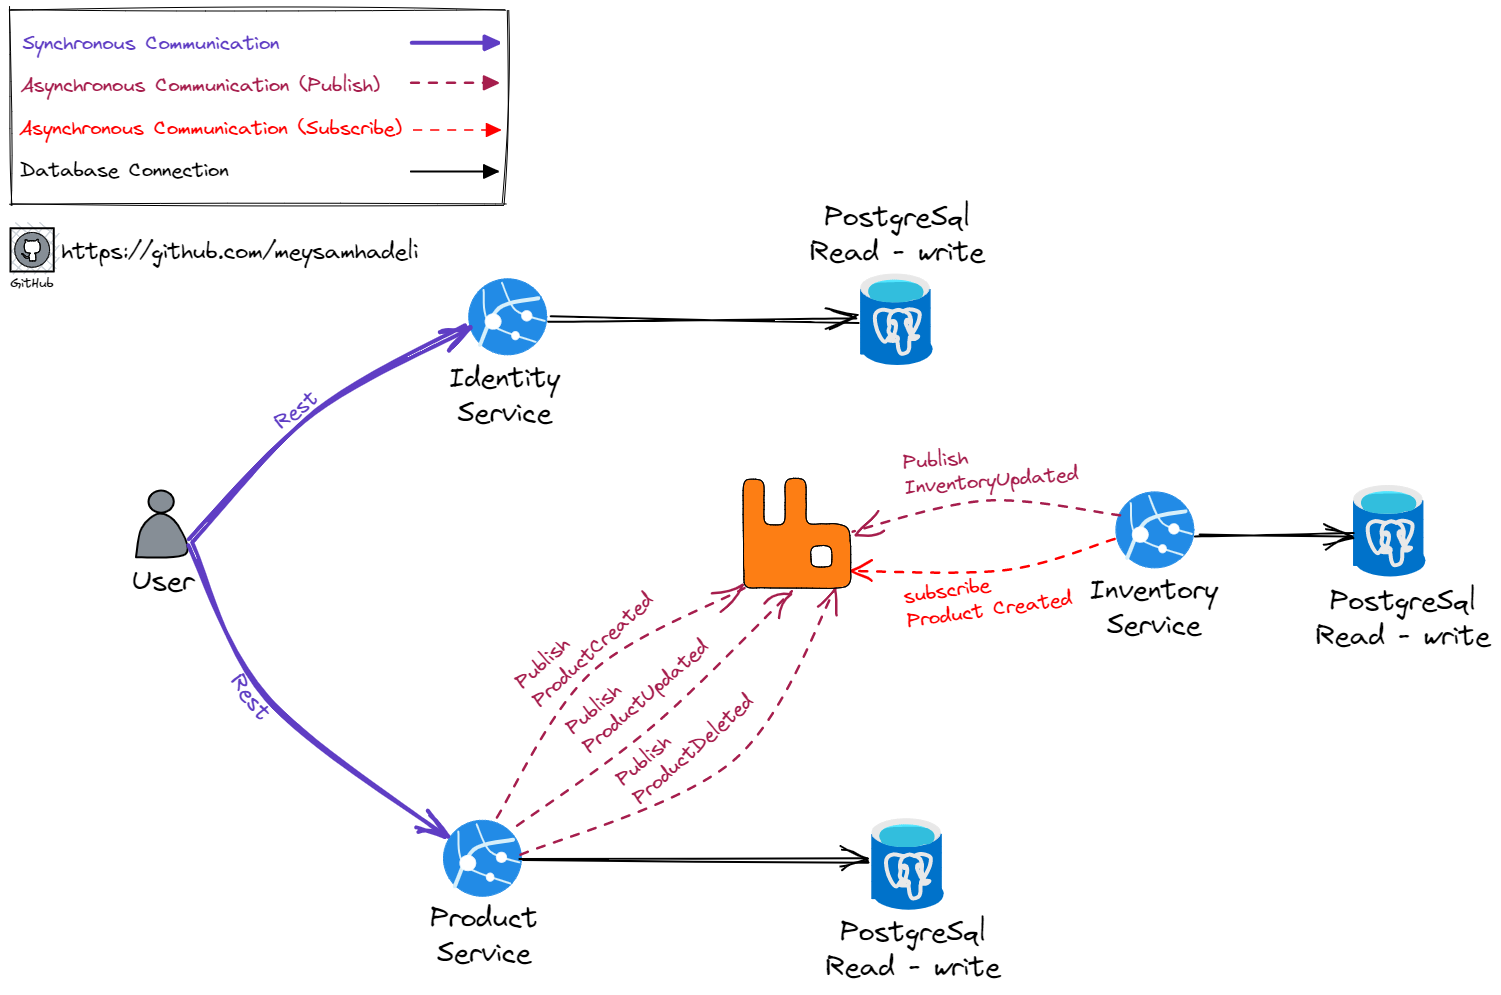 Synchronous Communication
Asynchronous Communication (Publish)
Asynchronous Communication (Subscribe)
Database Connection
https://github.com/meysamhadeli
GitHub
PostgreSql
Read - write
Rest
Identity
Service
Publish
InventoryUpdated
User
subscribe
Product Created
Inventory
Service
PostgreSql
Read - write
Publish
ProductCreated
Publish
ProductUpdated
Publish
ProductDeleted
Rest
Product
Service
PostgreSql
Read - write